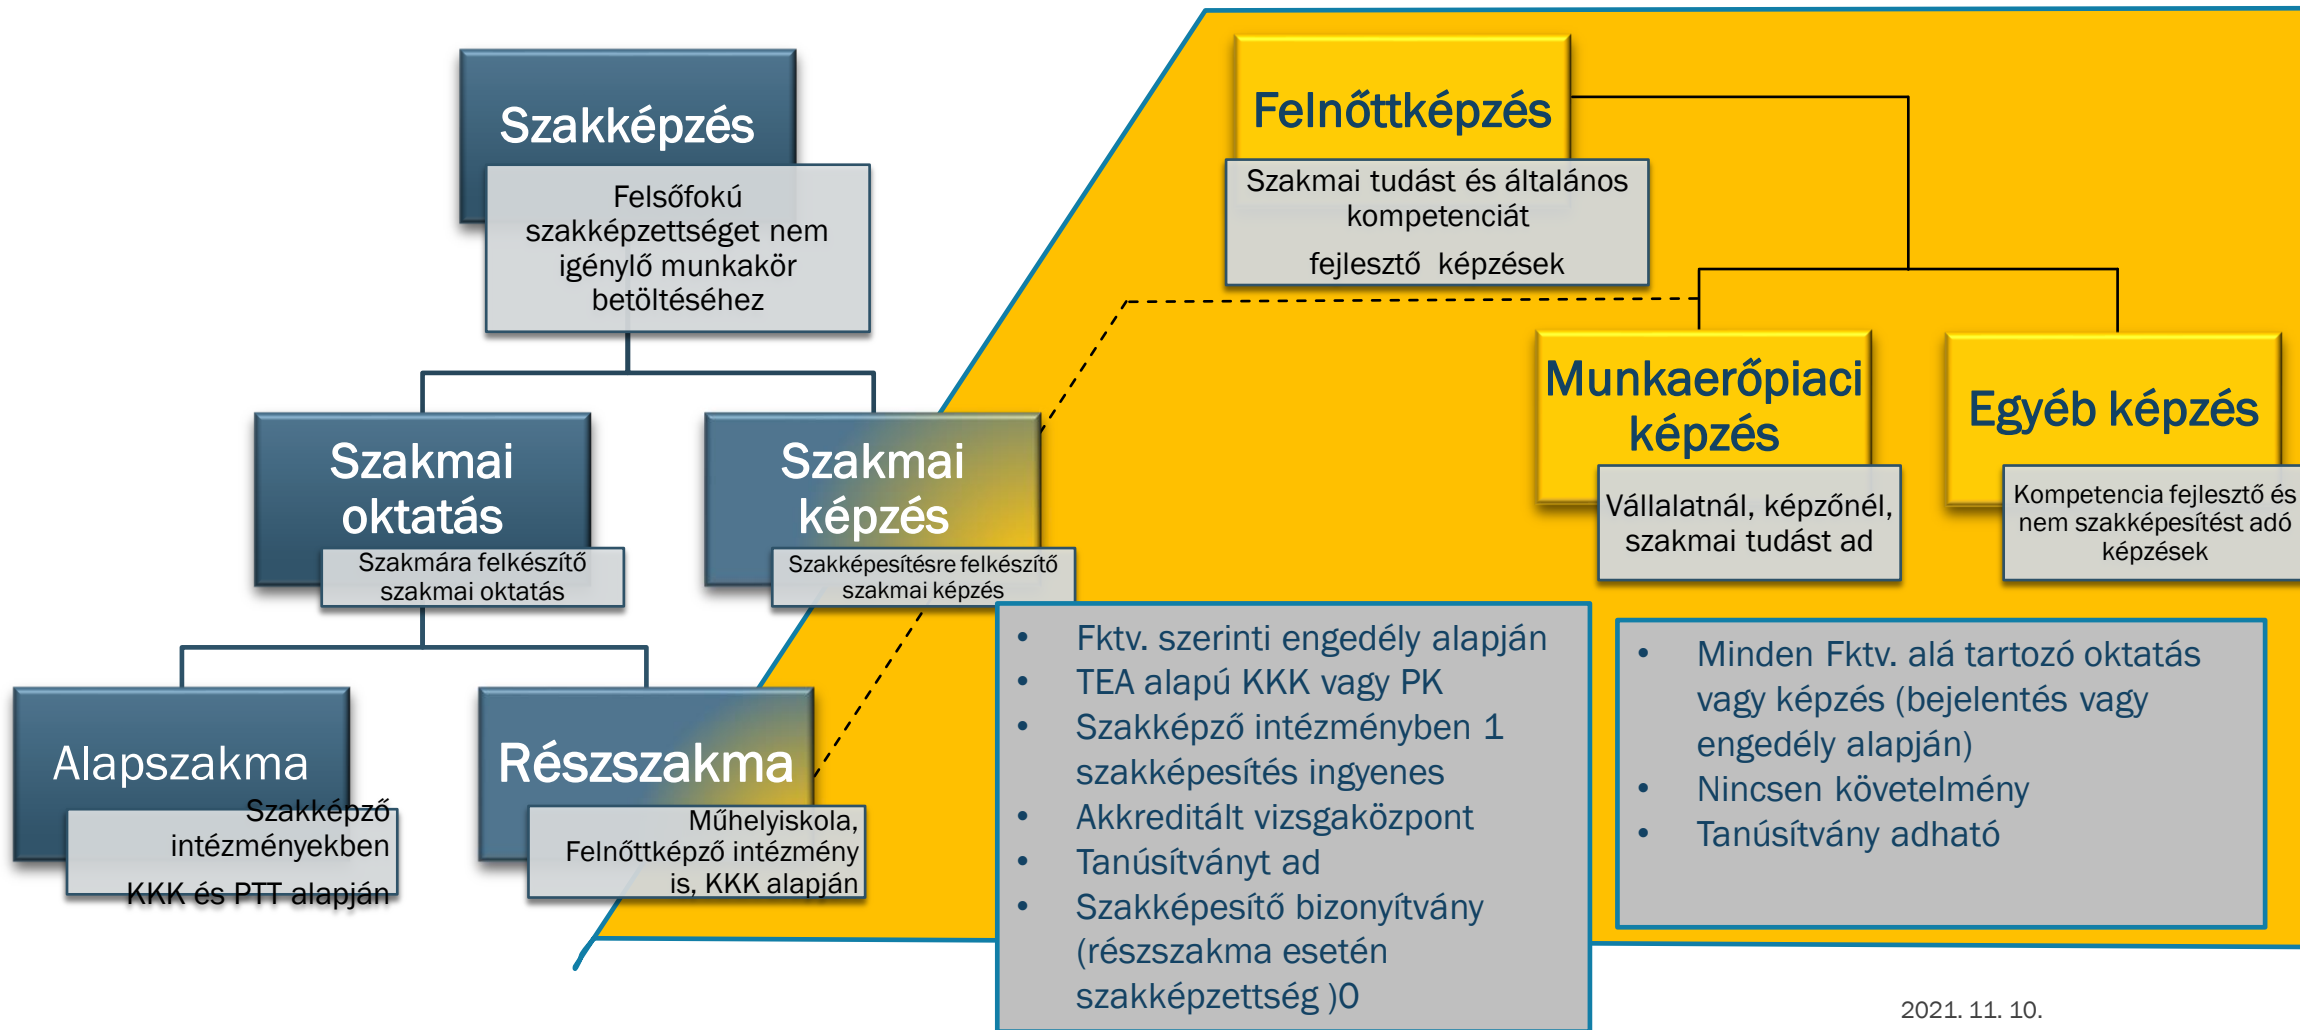 Szakképzés
Felsőfokú
szakképzettséget nem
igénylő munkakör
betöltéséhez
Felnőttképzés
Szakmai tudást és általános
kompetenciát
fejlesztő képzések
Szakmai
oktatás
Szakmára felkészítő
szakmai oktatás
Szakmai
képzés
Szakképesítésre felkészítő
szakmai képzés
Munkaerőpiaci
képzés
Vállalatnál, képzőnél,
szakmai tudást ad
Egyéb képzés
Kompetencia fejlesztő és
nem szakképesítést adó
képzések
Alapszakma
Szakképző
intézményekben
KKK és PTT alapján
Részszakma
Műhelyiskola,
Felnőttképző intézmény
is, KKK alapján
• Fktv. szerinti engedély alapján
• TEA alapú KKK vagy PK
• Szakképző intézményben 1
szakképesítés ingyenes
• Akkreditált vizsgaközpont
• Tanúsítványt ad
• Szakképesítő bizonyítvány
(részszakma esetén
szakképzettség )0
• Minden Fktv. alá tartozó oktatás
vagy képzés (bejelentés vagy
engedély alapján)
• Nincsen követelmény
• Tanúsítvány adható
2021. 11. 10.